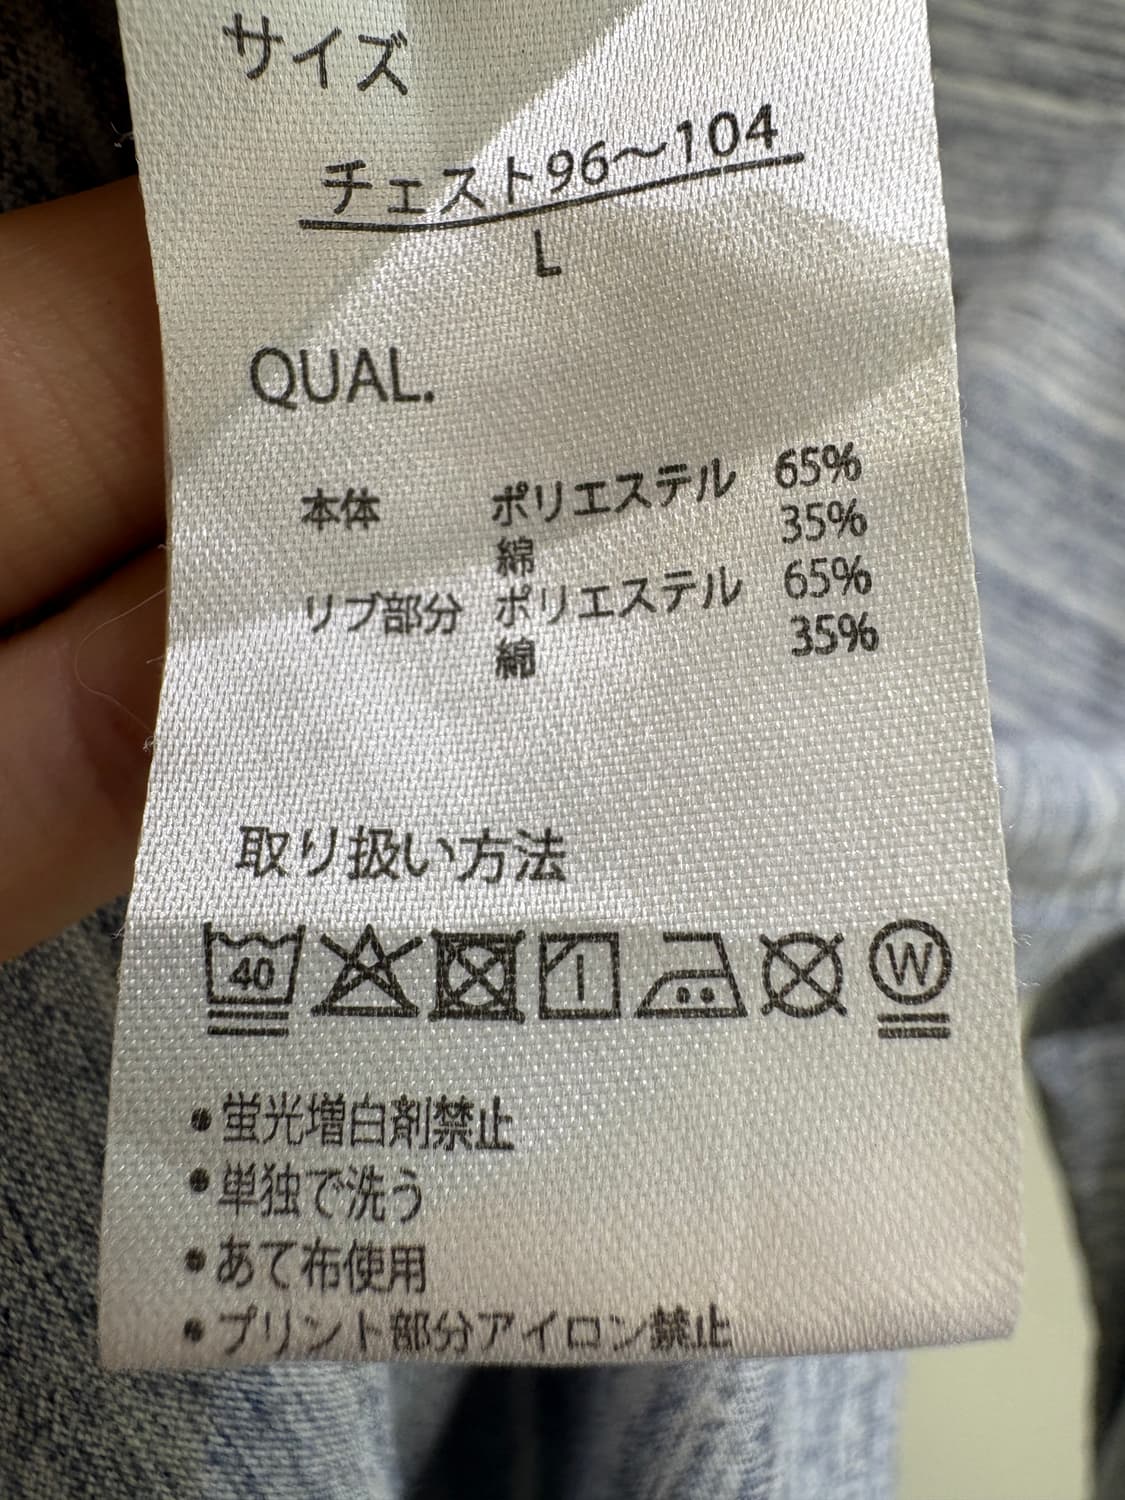 サイズ
チェスト96～104
L
QUAL.
本体 ポリエステル 65%
綿 35%
リブ部分 ポリエステル 65%
綿 35%
取り扱い方法
40 W
・蛍光増白剤禁止
・単独で洗う
・あて布使用
・プリント部分アイロン禁止